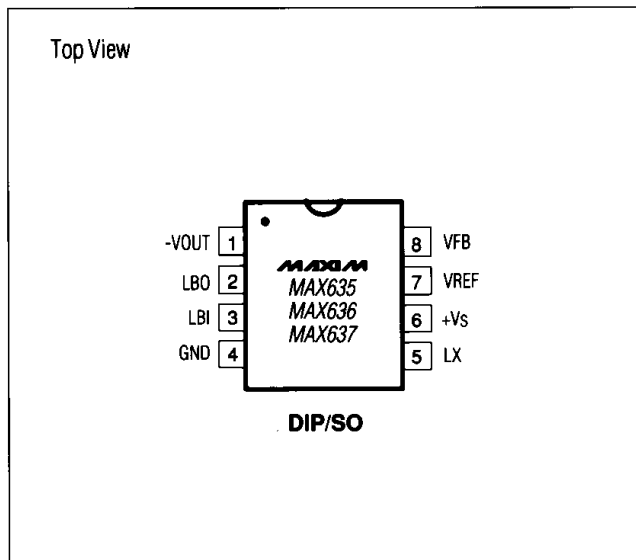 Top View
-VOUT 1
LBO 2
LBI 3
GND 4
MAXIM
MAX635
MAX636
MAX637
8 VFB
7 VREF
6 +Vs
5 LX
DIP/SO